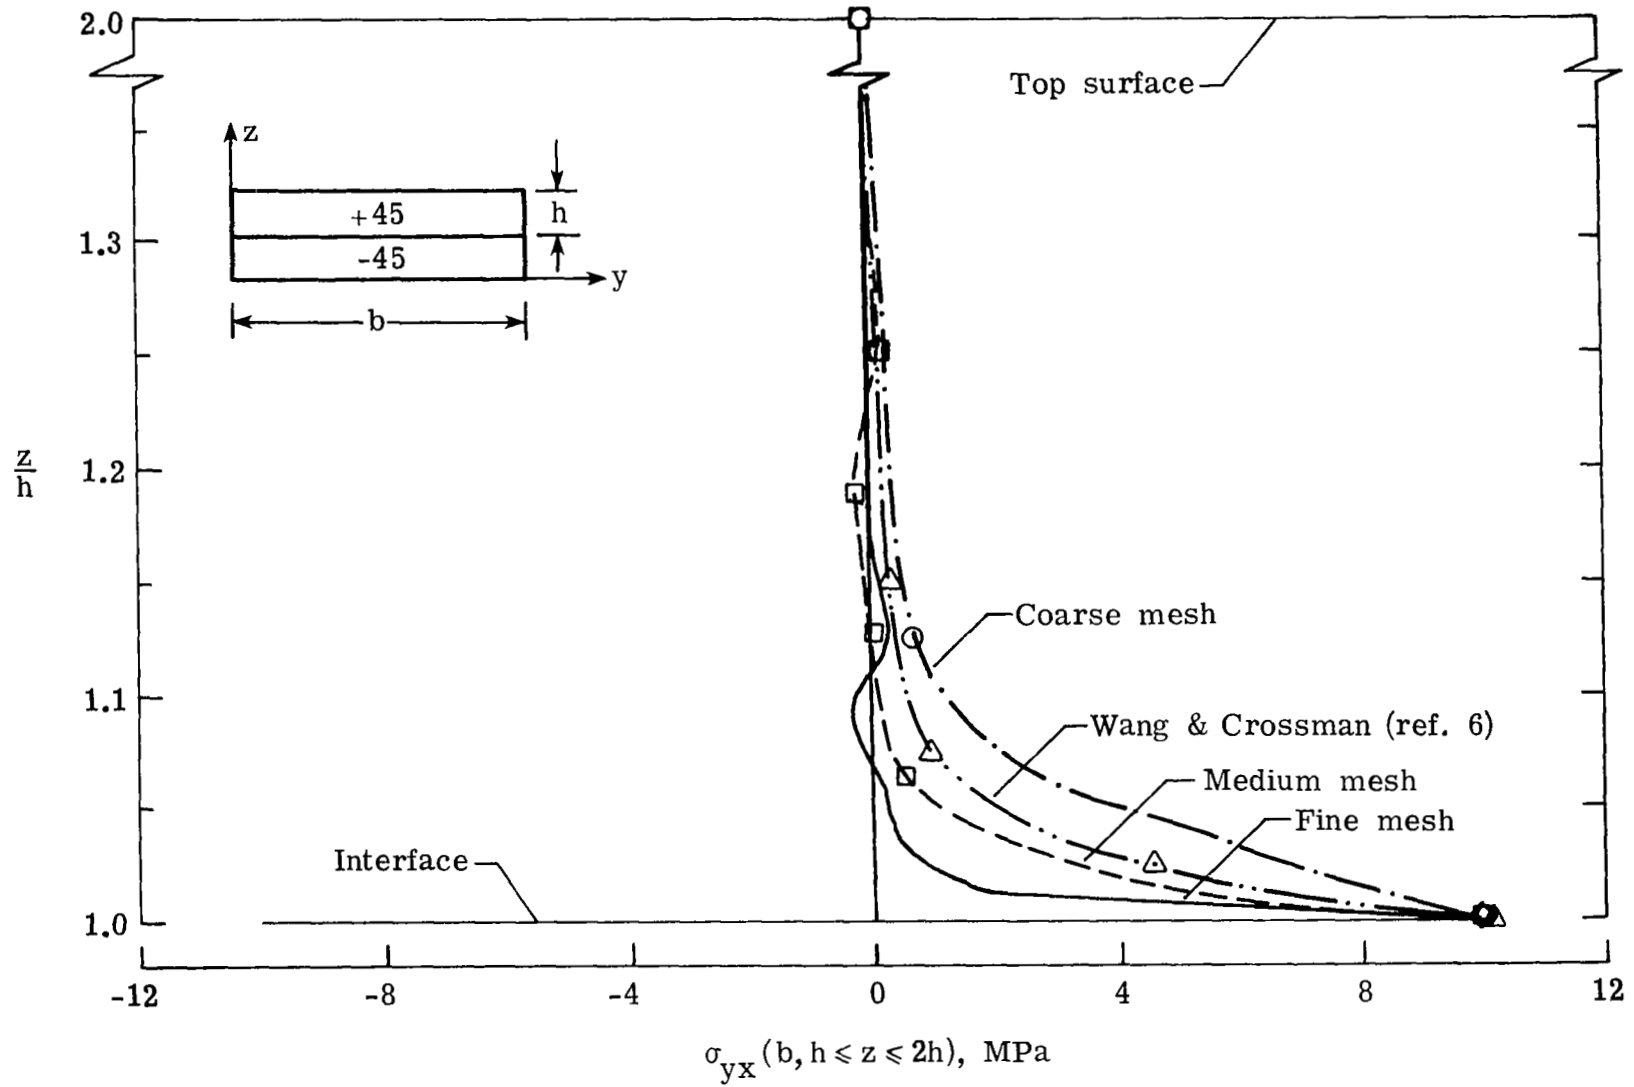 2.0
Top surface
z
+45
h
-45
y
b
1.3
z
h
1.2
Coarse mesh
1.1
Wang & Crossman (ref. 6)
Medium mesh
Fine mesh
Interface
1.0
-12 -8 -4 0 4 8 12
σyx (b, h ⩽ z ⩽ 2h), MPa